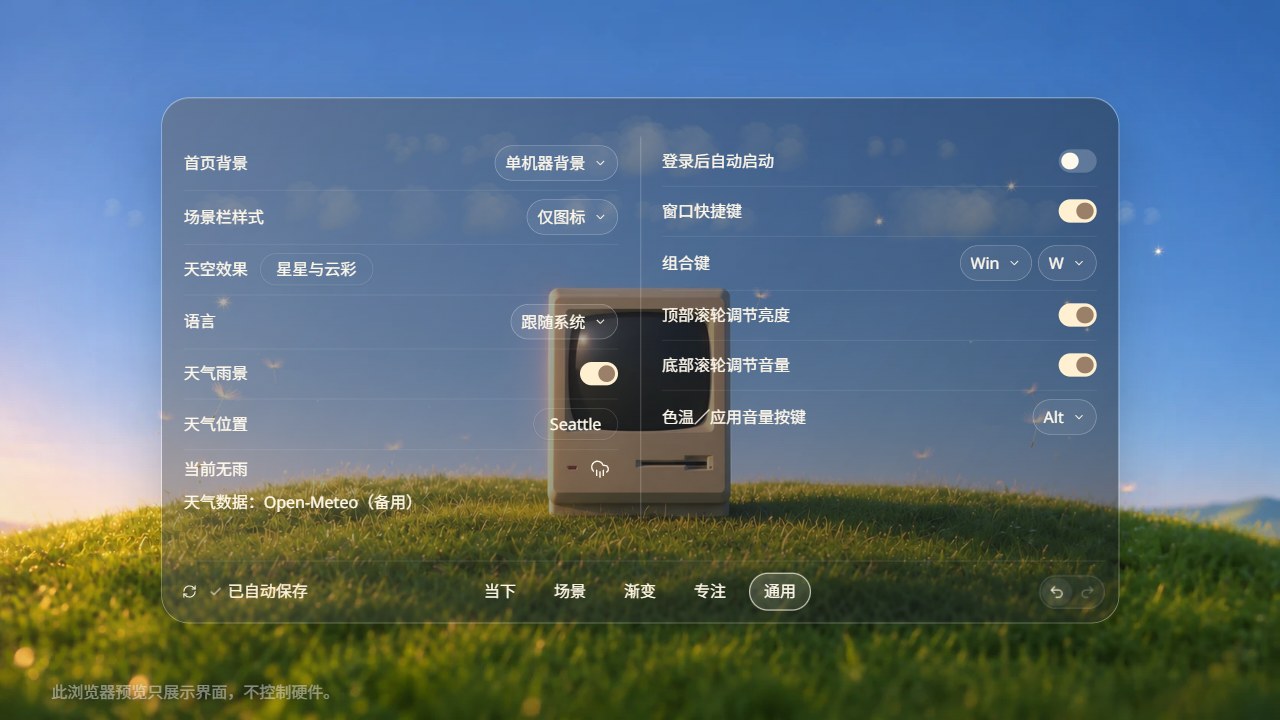 首页背景
单机器背景
场景栏样式
仅图标
天空效果
星星与云彩
语言
跟随系统
天气雨景
天气位置
Seattle
当前无雨
天气数据：Open-Meteo（备用）
登录后自动启动
窗口快捷键
组合键
Win
W
顶部滚轮调节亮度
底部滚轮调节音量
色温／应用音量按键
Alt
已自动保存
当下
场景
渐变
专注
通用
此浏览器预览只展示界面，不控制硬件。